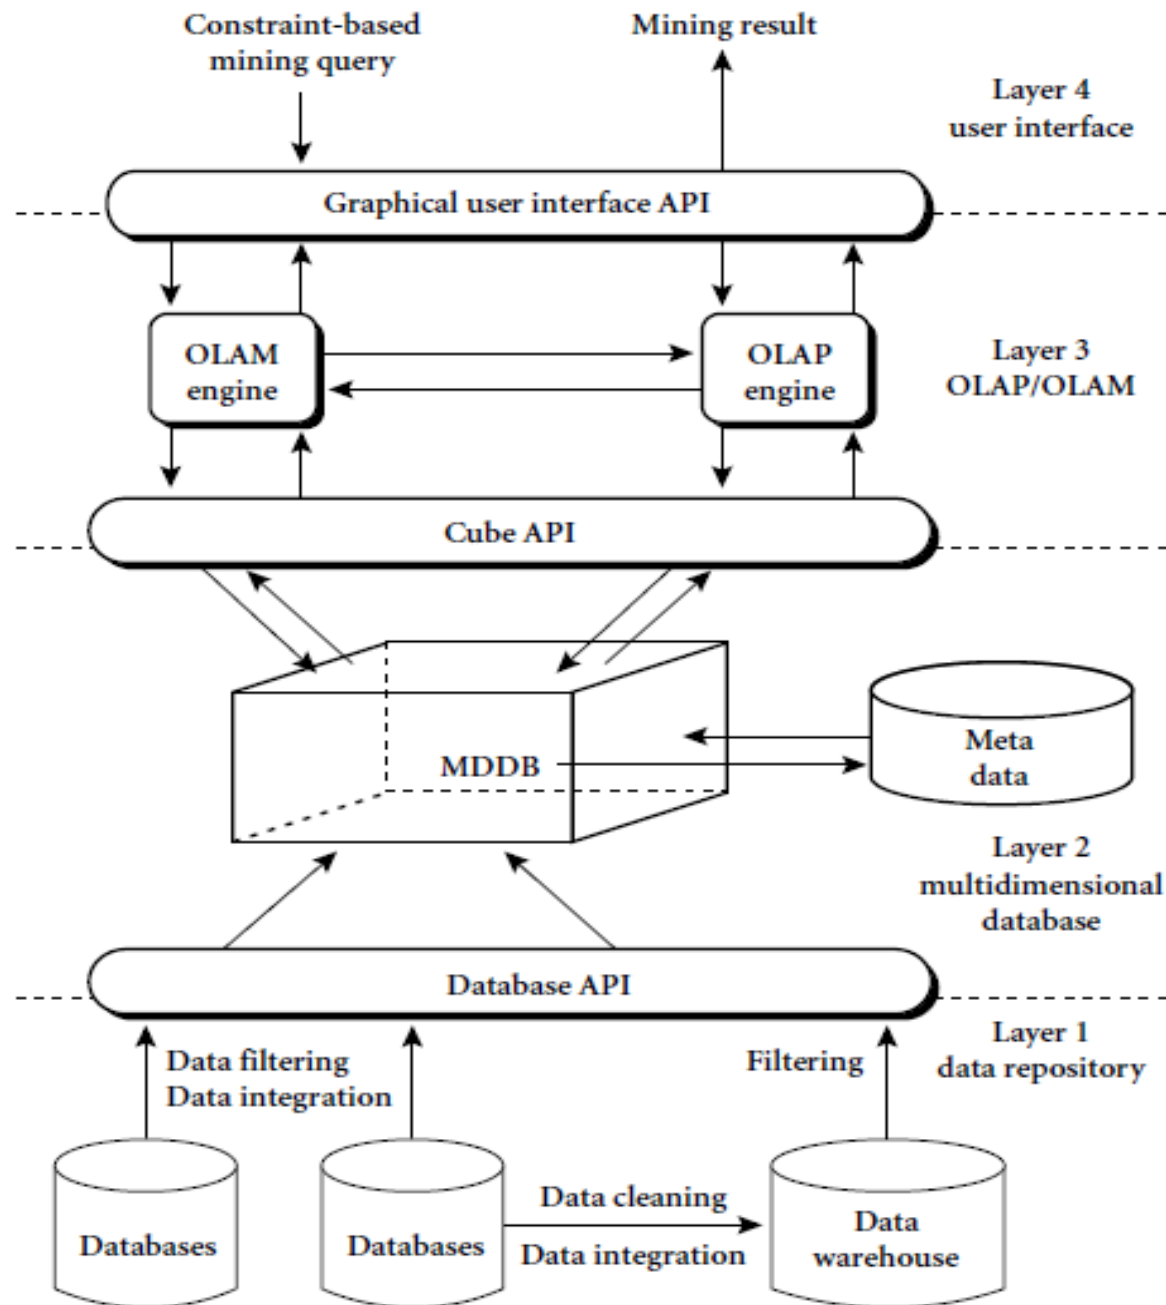 Constraint-based
mining query
Mining result
Layer 4
user interface
Graphical user interface API
OLAM
engine
OLAP
engine
Layer 3
OLAP/OLAM
Cube API
MDDB
Meta
data
Layer 2
multidimensional
database
Database API
Layer 1
data repository
Data filtering
Data integration
Filtering
Databases
Databases
Data cleaning
Data integration
Data
warehouse